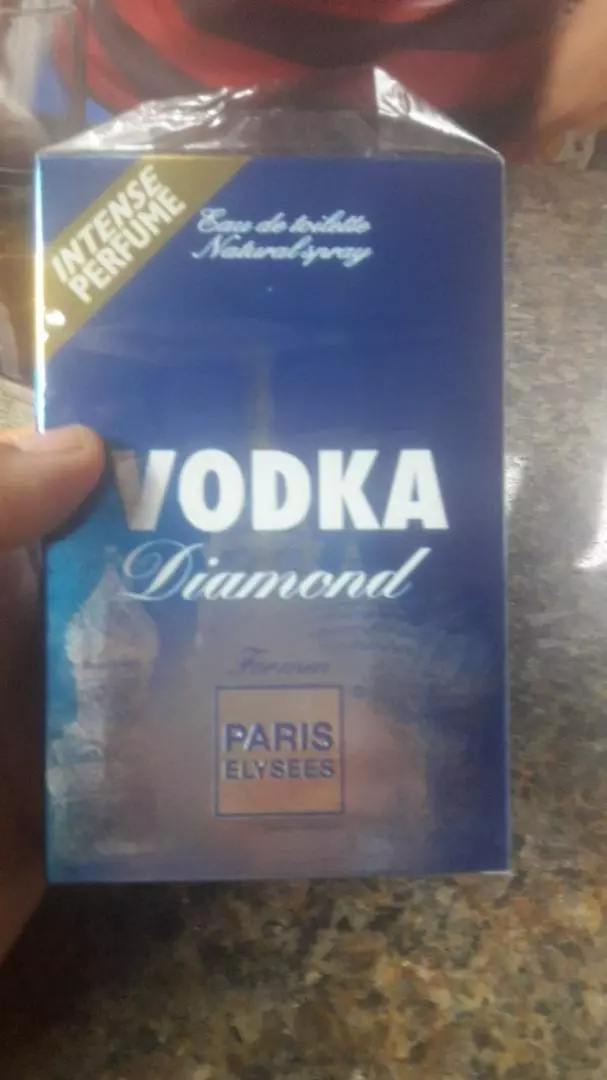 INTENSE
PERFUME
Eau de toilette
Natural spray
VODKA
Diamond
For men
PARIS
ELYSEES